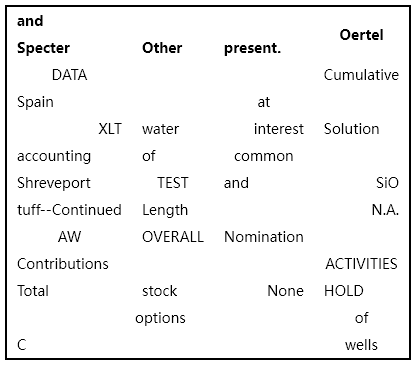 and
Specter Other present. Oertel
DATA Cumulative
Spain at
XLT water interest Solution
accounting of common
Shreveport TEST and SiO
tuff--Continued Length N.A.
AW OVERALL Nomination
Contributions ACTIVITIES
Total stock None HOLD
options of
C wells